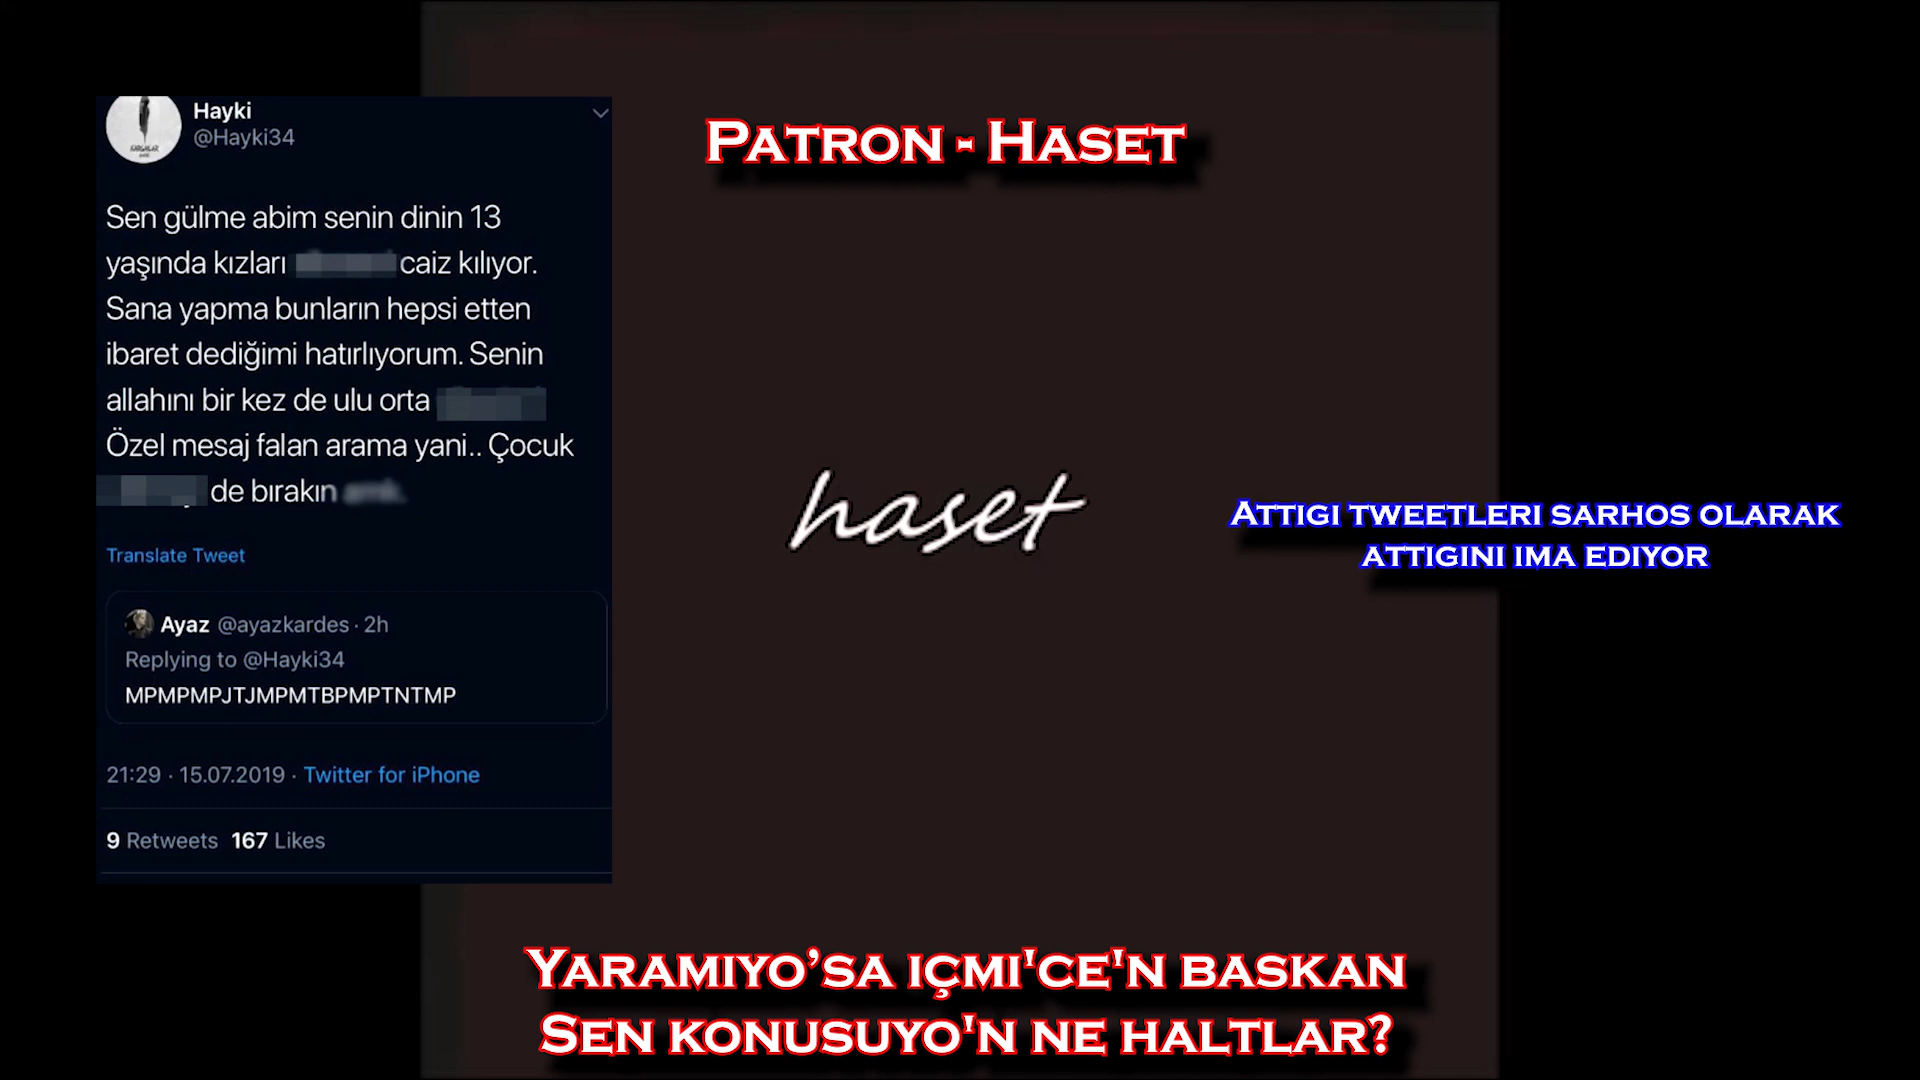 Hayki
@Hayki34
Sen gülme abim senin dinin 13
yaşında kızları caiz kılıyor.
Sana yapma bunların hepsi etten
ibaret dediğimi hatırlıyorum. Senin
allahını bir kez de ulu orta
Özel mesaj falan arama yani.. Çocuk
de bırakın
Translate Tweet
Ayaz @ayazkardes · 2h
Replying to @Hayki34
MPMPMPJTJMPMTBPMPTNTMP
21:29 · 15.07.2019 · Twitter for iPhone
9 Retweets 167 Likes
Patron - Haset
haset
Attigi tweetleri sarhos olarak
attigini ima ediyor
Yaramiyo’sa içmi'ce'n baskan
Sen konusuyo'n ne haltlar?